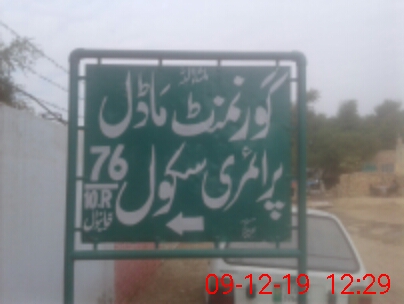 گورنمنٹ ماڈل
پرائمری سکول
76
10.R
09-12-19 12:29